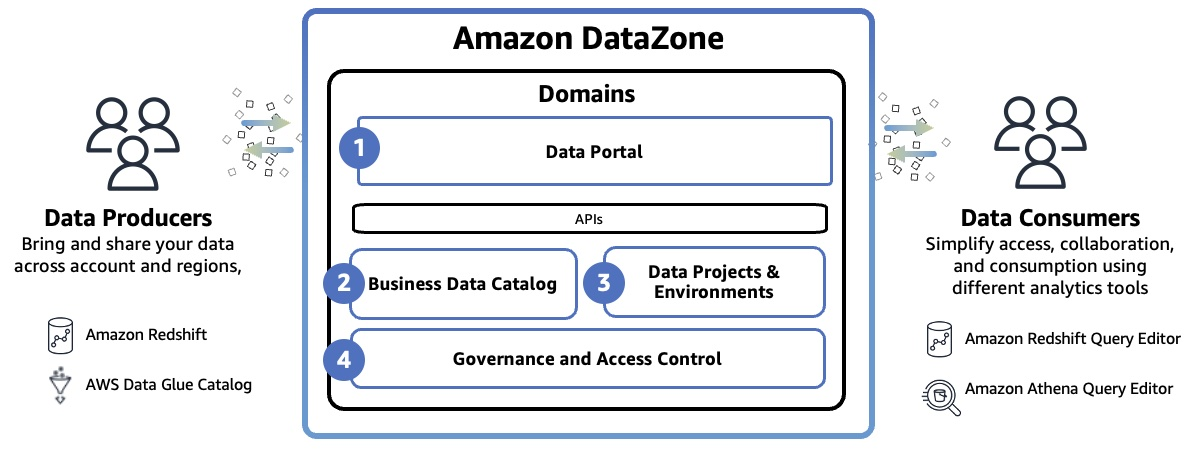 Amazon DataZone
Domains
1
Data Portal
APIs
2
Business Data Catalog
3
Data Projects &
Environments
4
Governance and Access Control
Data Producers
Bring and share your data
across account and regions,
Amazon Redshift
AWS Data Glue Catalog
Data Consumers
Simplify access, collaboration,
and consumption using
different analytics tools
Amazon Redshift Query Editor
Amazon Athena Query Editor